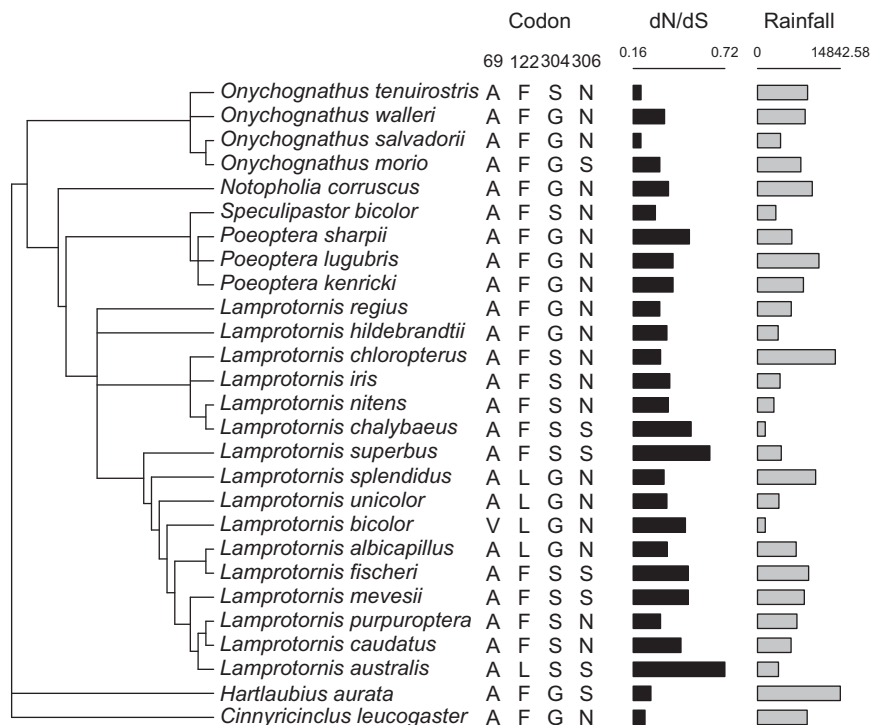 Codon dN/dS Rainfall
69 122 304 306 0.16 0.72 0 14842.58
Onychognathus tenuirostris A F S N
Onychognathus walleri A F G N
Onychognathus salvadorii A F G N
Onychognathus morio A F G S
Notopholia corruscus A F G N
Speculipastor bicolor A F S N
Poeoptera sharpii A F G N
Poeoptera lugubris A F G N
Poeoptera kenricki A F G N
Lamprotornis regius A F G N
Lamprotornis hildebrandtii A F G N
Lamprotornis chloropterus A F S N
Lamprotornis iris A F S N
Lamprotornis nitens A F S N
Lamprotornis chalybaeus A F S S
Lamprotornis superbus A F S S
Lamprotornis splendidus A L G N
Lamprotornis unicolor A L G N
Lamprotornis bicolor V L G N
Lamprotornis albicapillus A L G N
Lamprotornis fischeri A F S S
Lamprotornis mevesii A F S S
Lamprotornis purpuroptera A F S N
Lamprotornis caudatus A F S N
Lamprotornis australis A L S S
Hartlaubius aurata A F G S
Cinnyricinclus leucogaster A F G N